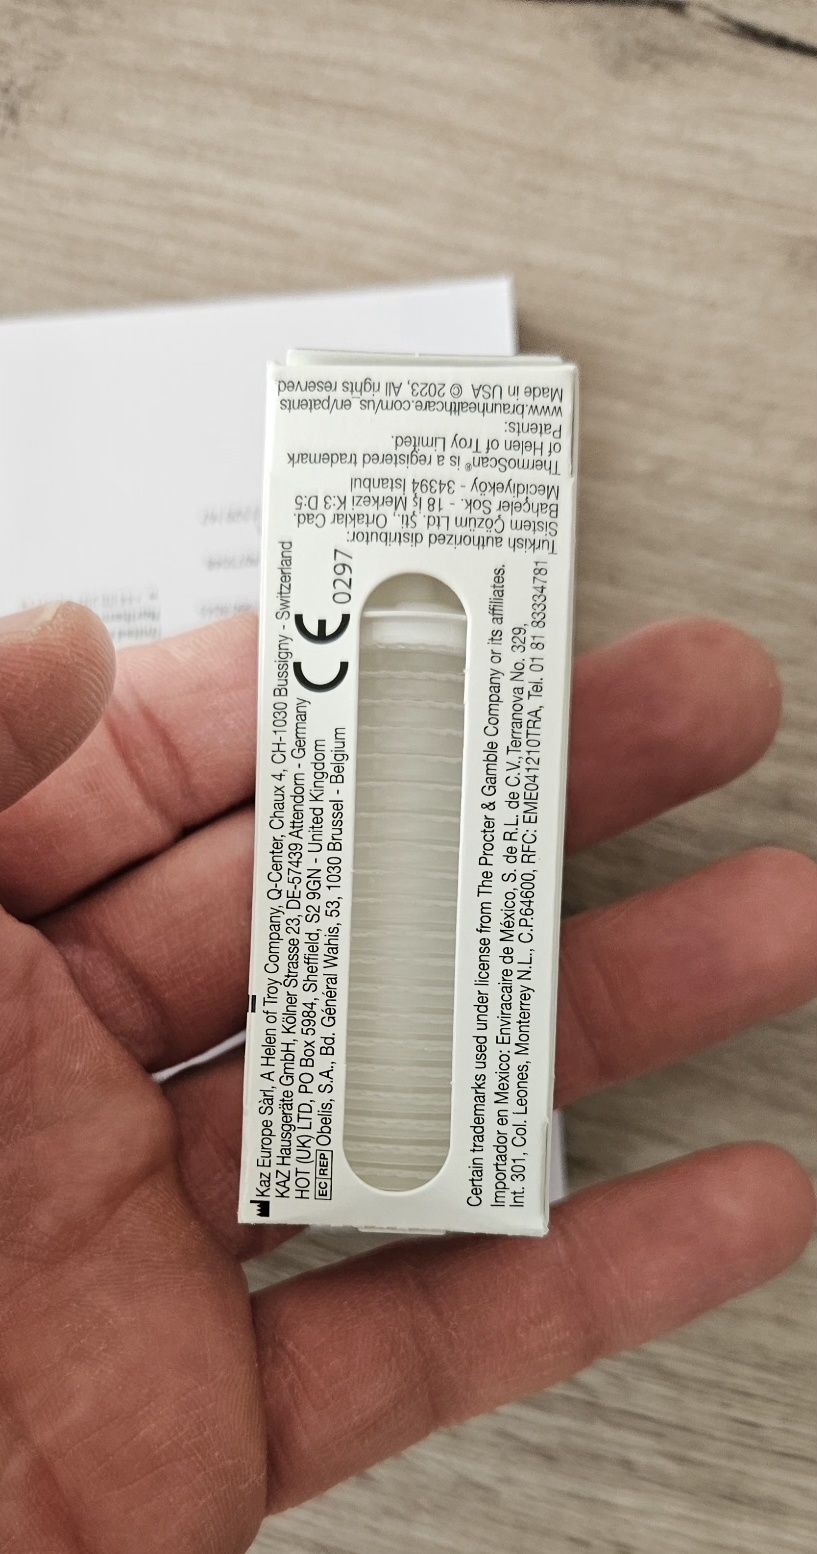 Made in USA © 2023, All rights reserved
www.braunhealthcare.com/us_en/patents
Patents:
of Helen of Troy Limited.
ThermoScan® is a registered trademark
Mecidiyeköy - 34394 Istanbul
Bahçeler Sok. - 18 Iş Merkezi K:3 D:5
Sistem Çözüm Ltd. Şti., Ortaklar Cad.
Turkish authorized distributor:
Kaz Europe Sàrl, A Helen of Troy Company, Q-Center, Chaux 4, CH-1030 Bussigny - Switzerland
KAZ Hausgeräte GmbH, Kölner Strasse 23, DE-57439 Attendorn - Germany
HOT (UK) LTD, PO Box 5984, Sheffield, S2 9GN - United Kingdom
EC REP Obelis, S.A., Bd. Général Wahis, 53, 1030 Brussel - Belgium
CE 0297
Certain trademarks used under license from The Procter & Gamble Company or its affiliates.
Importador en México: Enviracaire de México, S. de R.L. de C.V., Terranova No. 329,
Int. 301, Col. Leones, Monterrey N.L., C.P.64600, RFC: EME041210TRA, Tel. 01 81 83334781